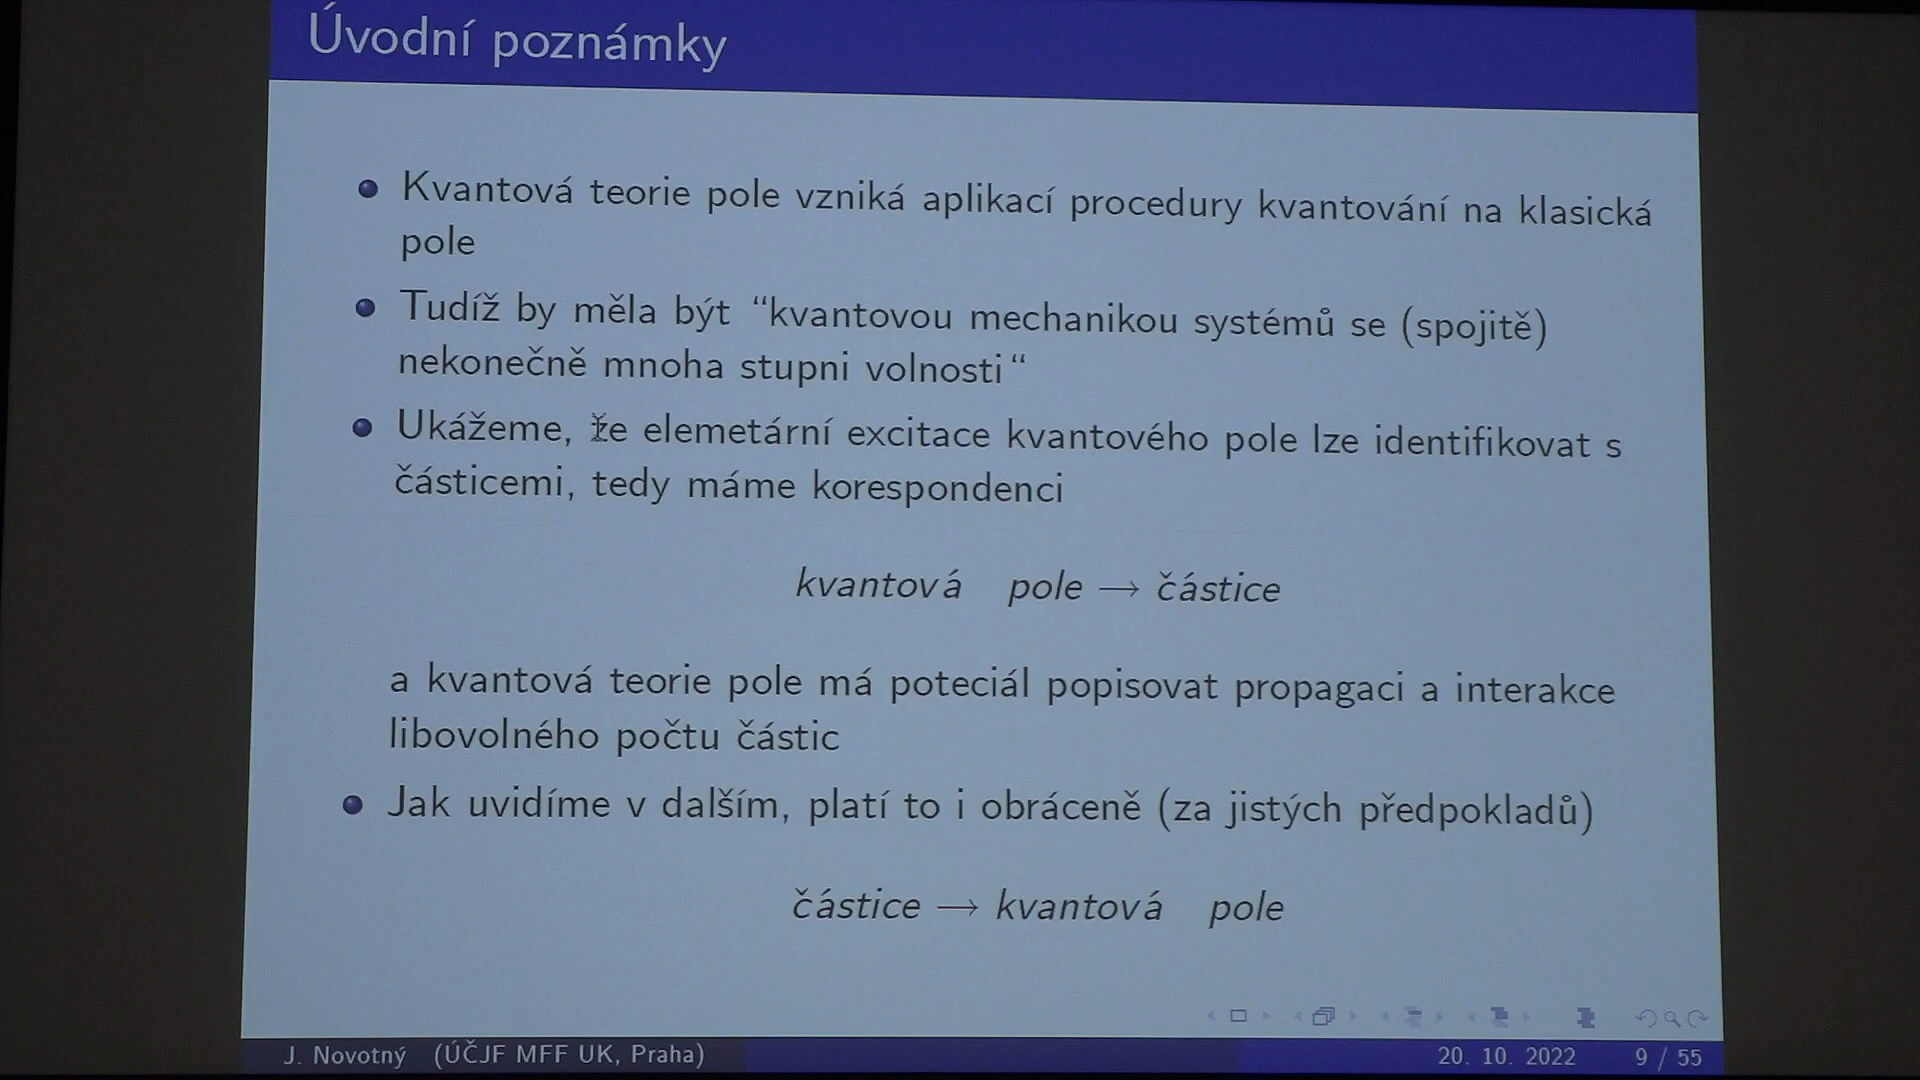 Úvodní poznámky
Kvantová teorie pole vzniká aplikací procedury kvantování na klasická
pole
Tudíž by měla být “kvantovou mechanikou systémů se (spojitě)
nekonečně mnoha stupni volnosti“
Ukážeme, že elemetární excitace kvantového pole lze identifikovat s
částicemi, tedy máme korespondenci
kvantová pole → částice
a kvantová teorie pole má poteciál popisovat propagaci a interakce
libovolného počtu částic
Jak uvidíme v dalším, platí to i obráceně (za jistých předpokladů)
částice → kvantová pole
J. Novotný (ÚČJF MFF UK, Praha) 20. 10. 2022 9 / 55